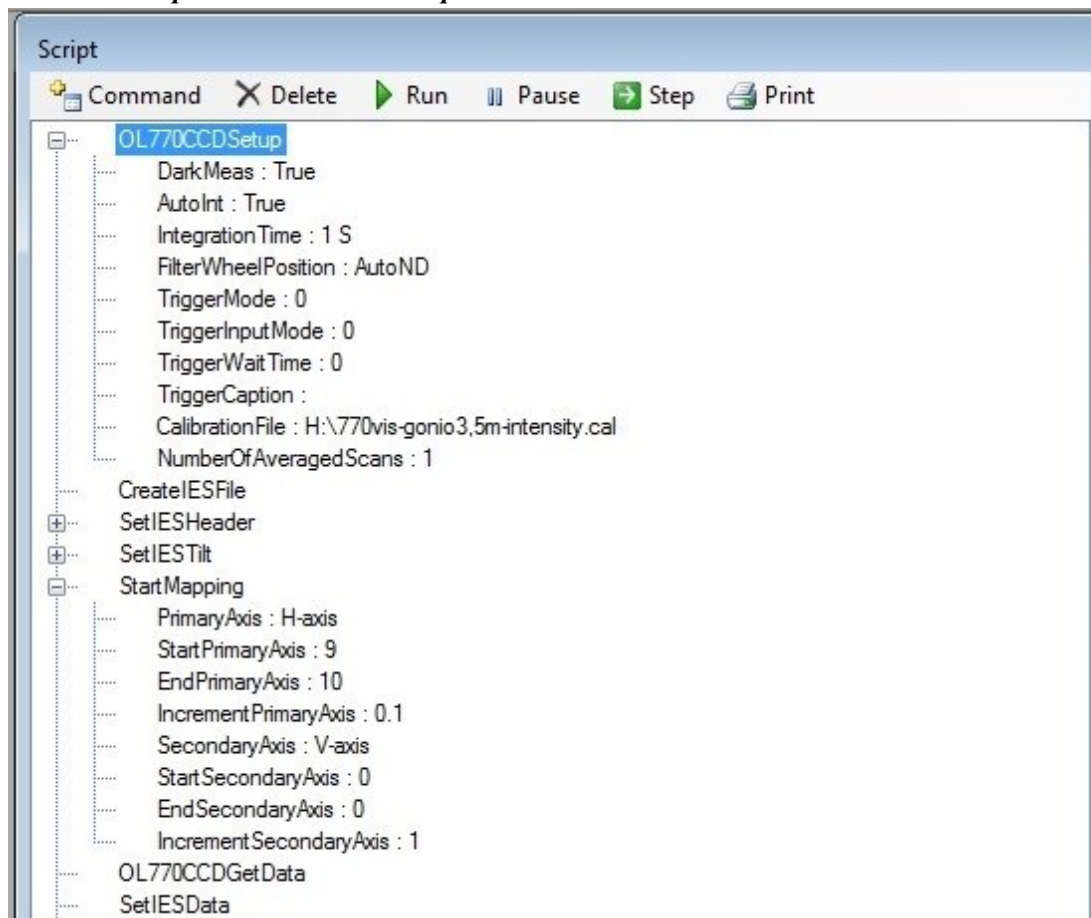 Script
Command Delete Run Pause Step Print
OL770CCDSetup
DarkMeas : True
AutoInt : True
IntegrationTime : 1 S
FilterWheelPosition : AutoND
TriggerMode : 0
TriggerInputMode : 0
TriggerWaitTime : 0
TriggerCaption :
CalibrationFile : H:\770vis-gonio3,5m-intensity.cal
NumberOfAveragedScans : 1
CreateIESFile
SetIESHeader
SetIESTilt
StartMapping
PrimaryAxis : H-axis
StartPrimaryAxis : 9
EndPrimaryAxis : 10
IncrementPrimaryAxis : 0.1
SecondaryAxis : V-axis
StartSecondaryAxis : 0
EndSecondaryAxis : 0
IncrementSecondaryAxis : 1
OL770CCDGetData
SetIESData